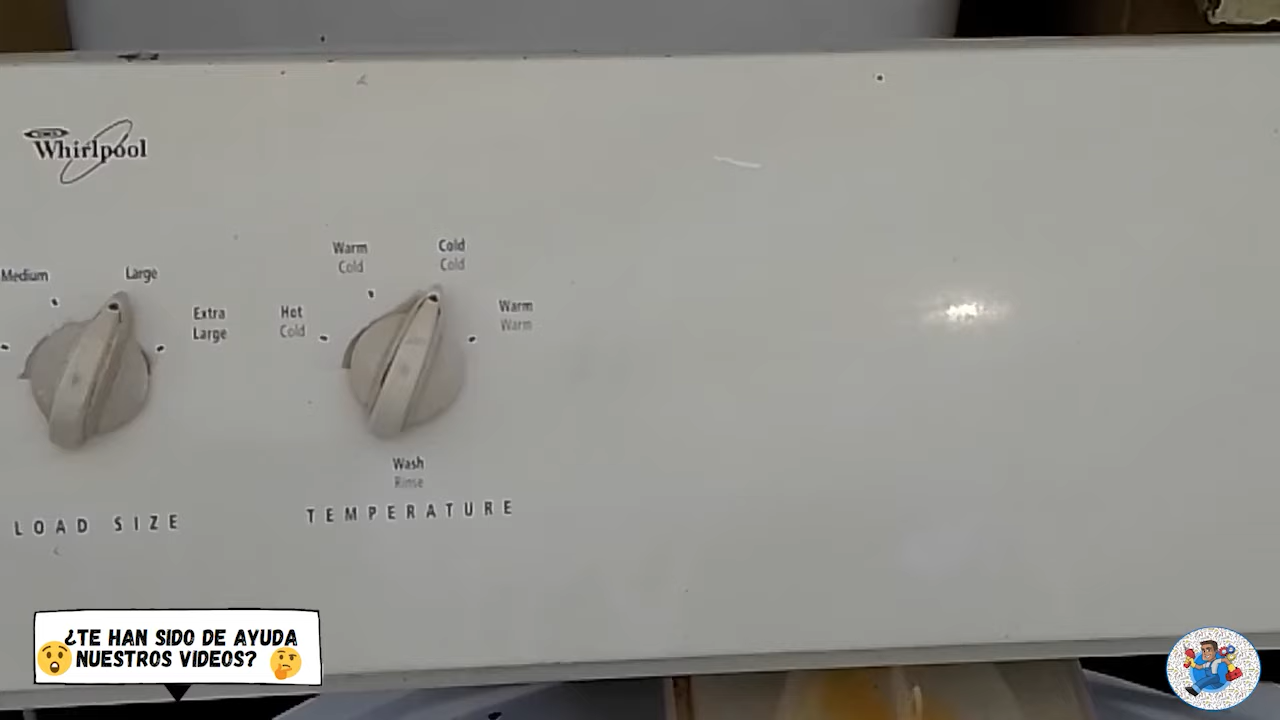 Whirlpool
Warm
Cold
Cold
Cold
Medium
Large
Extra
Large
Hot
Cold
Warm
Warm
Wash
Rinse
LOAD SIZE
TEMPERATURE
¿TE HAN SIDO DE AYUDA
NUESTROS VIDEOS?